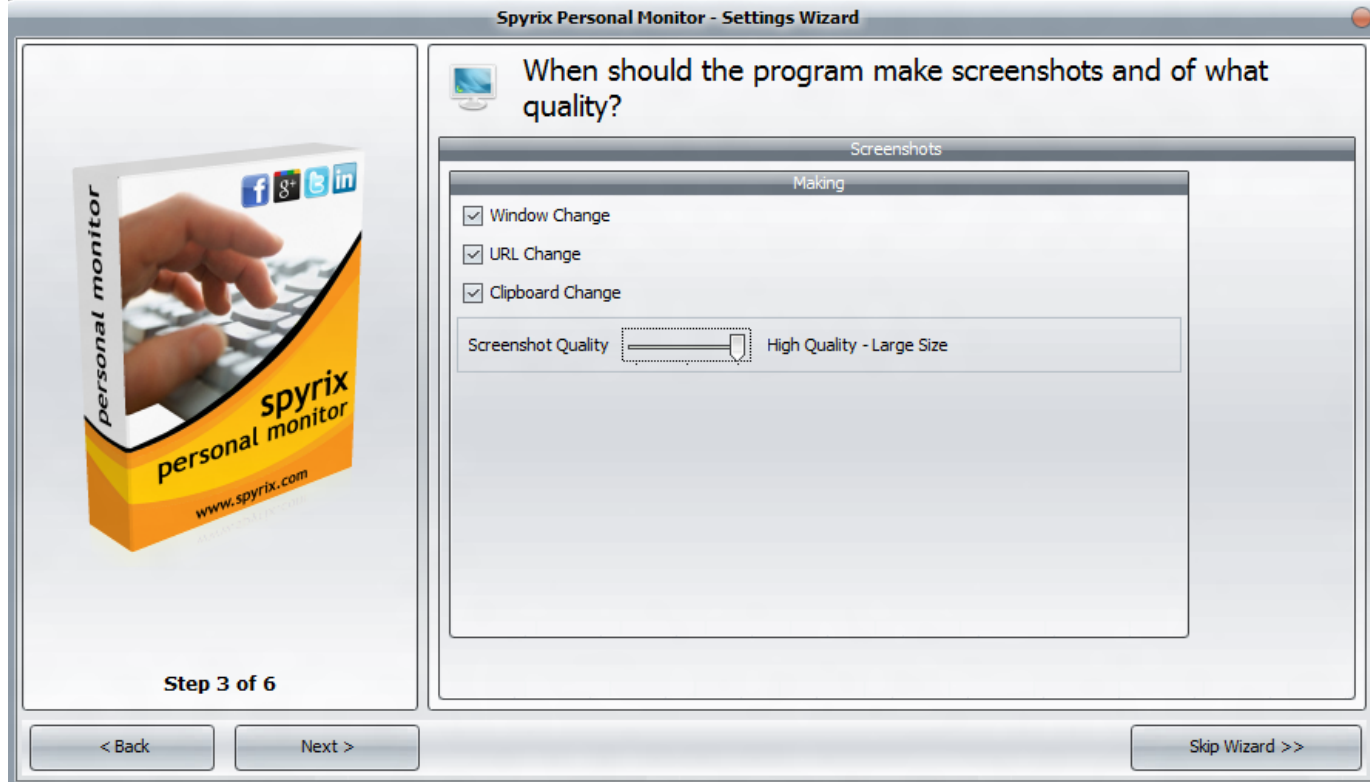 Spyrix Personal Monitor - Settings Wizard
When should the program make screenshots and of what
quality?
Screenshots
Making
Window Change
URL Change
Clipboard Change
Screenshot Quality High Quality - Large Size
personal monitor
f g+ t in
spyrix
personal monitor
www.spyrix.com
Step 3 of 6
< Back Next > Skip Wizard >>